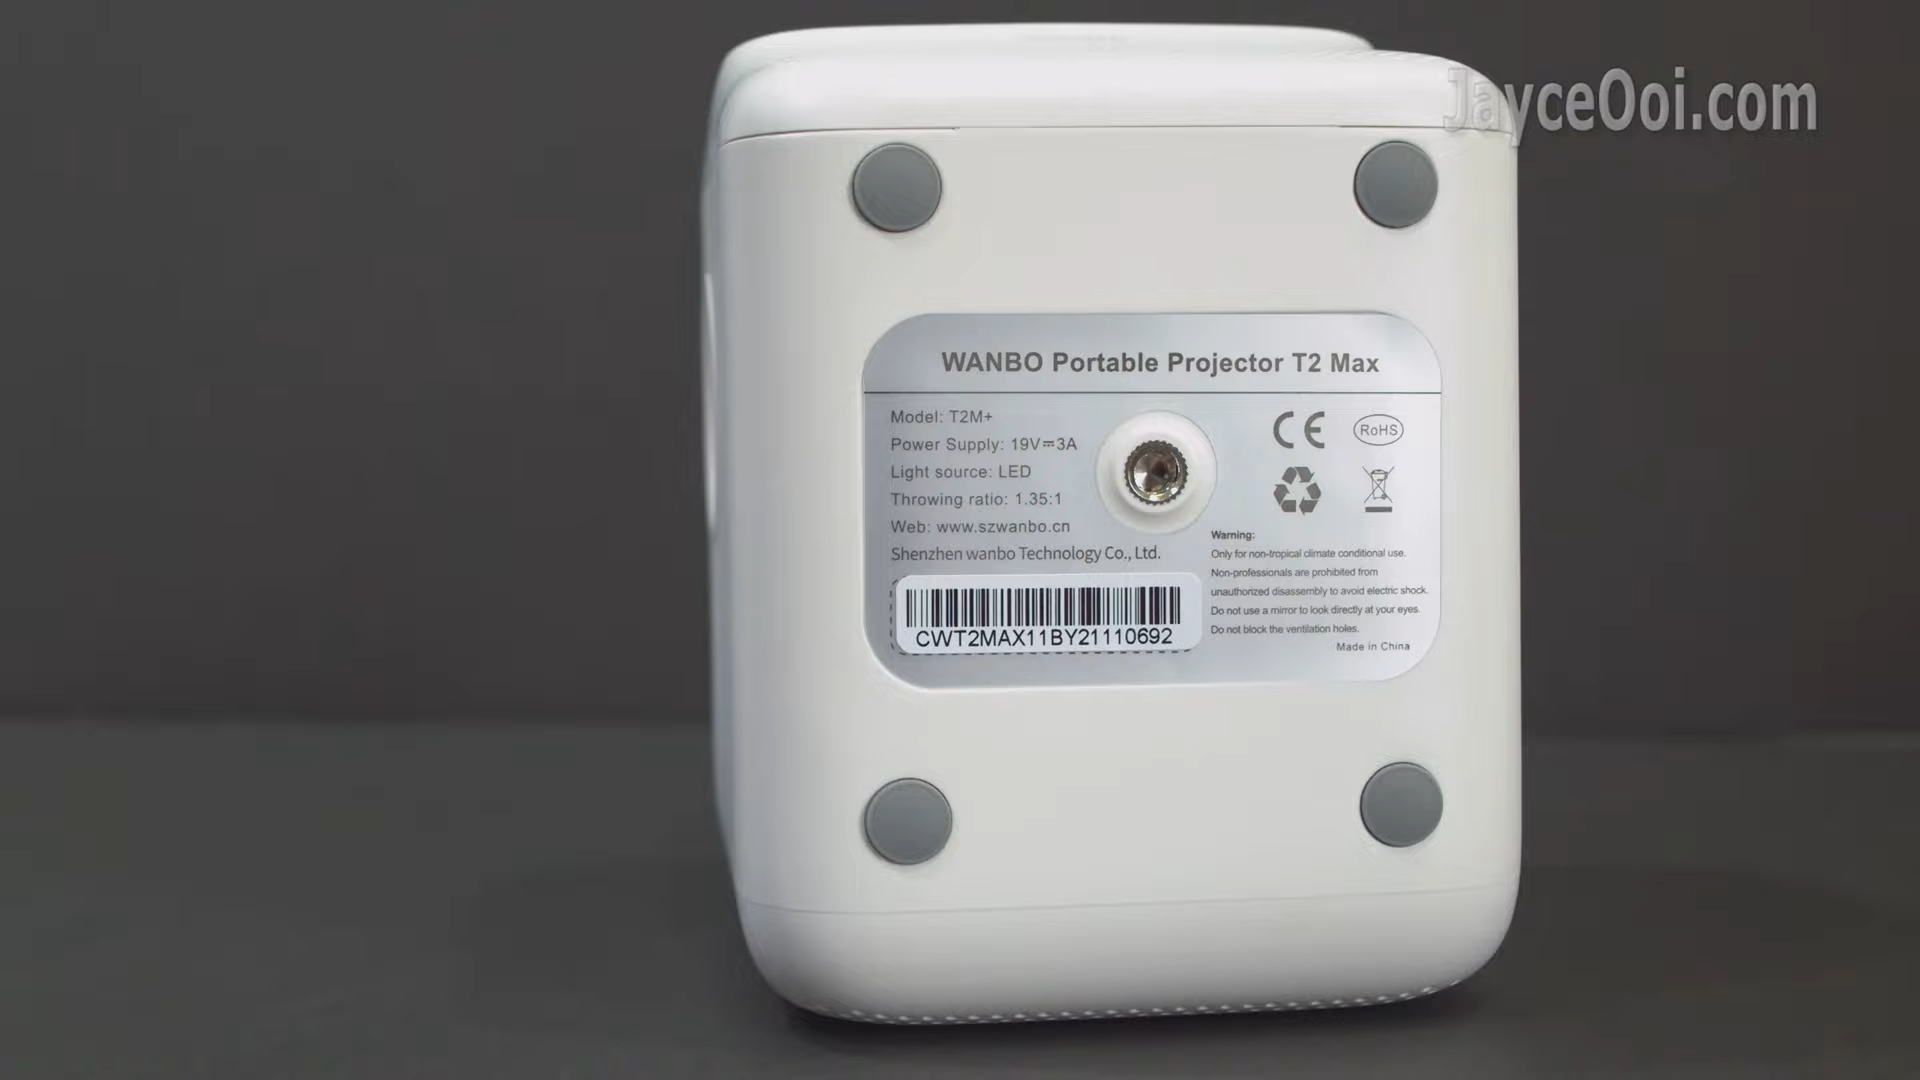 JayceOoi.com
WANBO Portable Projector T2 Max
Model: T2M+
Power Supply: 19V⎓3A
Light source: LED
Throwing ratio: 1.35:1
Web: www.szwanbo.cn
Shenzhen wanbo Technology Co., Ltd.
CWT2MAX11BY21110692
CE
RoHS
Warning:
Only for non-tropical climate conditional use.
Non-professionals are prohibited from
unauthorized disassembly to avoid electric shock.
Do not use a mirror to look directly at your eyes.
Do not block the ventilation holes.
Made in China